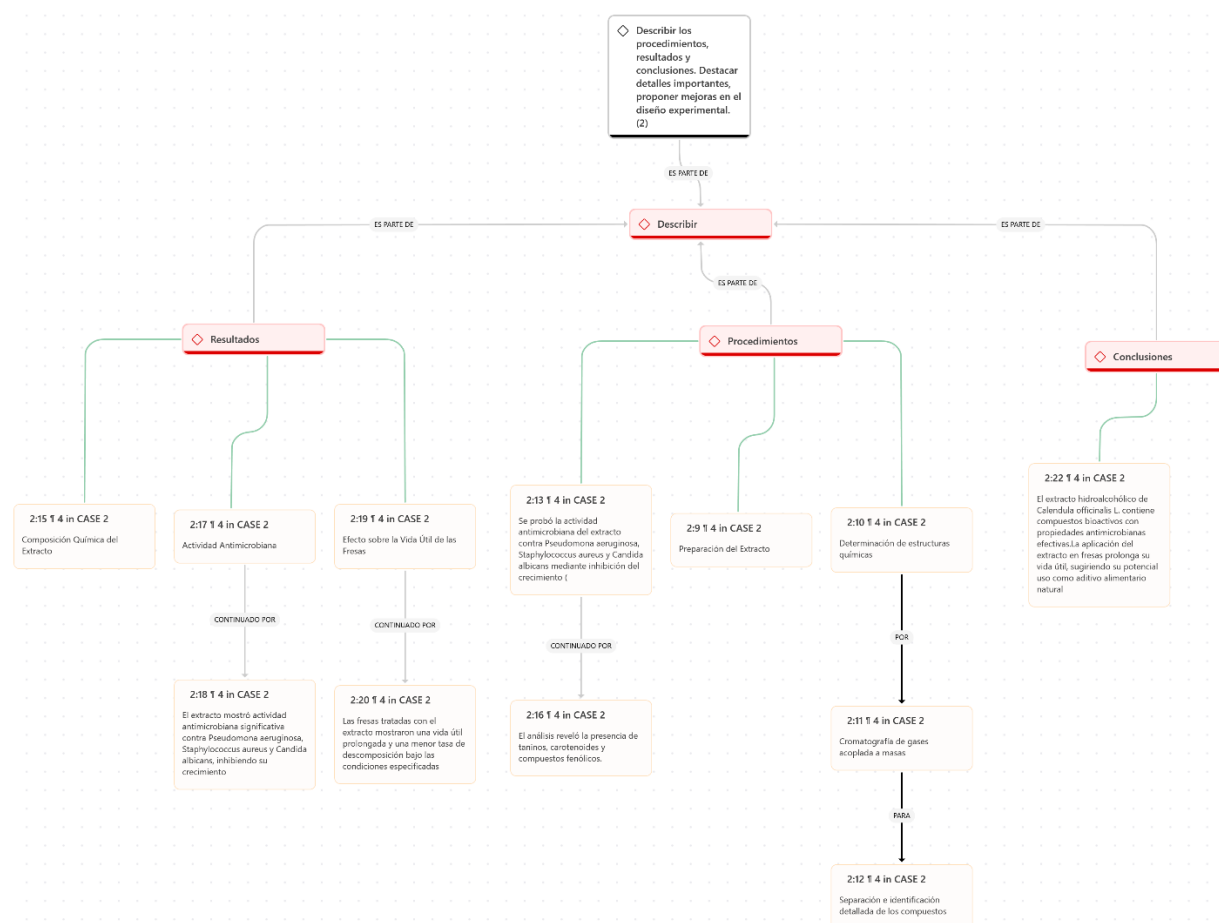 Describir los
procedimientos,
resultados y
conclusiones. Destacar
detalles importantes,
proponer mejoras en el
diseño experimental.
(2)
ES PARTE DE
ES PARTE DE
Describir
ES PARTE DE
ES PARTE DE
Resultados
Procedimientos
Conclusiones
2:15 ¶ 4 in CASE 2
Composición Química del
Extracto
2:17 ¶ 4 in CASE 2
Actividad Antimicrobiana
2:19 ¶ 4 in CASE 2
Efecto sobre la Vida Útil de las
Fresas
2:13 ¶ 4 in CASE 2
Se probó la actividad
antimicrobiana del extracto
contra Pseudomona aeruginosa,
Staphylococcus aureus y Candida
albicans mediante inhibición del
crecimiento (
2:9 ¶ 4 in CASE 2
Preparación del Extracto
2:10 ¶ 4 in CASE 2
Determinación de estructuras
químicas
2:22 ¶ 4 in CASE 2
El extracto hidroalcohólico de
Calendula officinalis L. contiene
compuestos bioactivos con
propiedades antimicrobianas
efectivas.La aplicación del
extracto en fresas prolonga su
vida útil, sugiriendo su potencial
uso como aditivo alimentario
natural
CONTINUADO POR
CONTINUADO POR
CONTINUADO POR
POR
2:18 ¶ 4 in CASE 2
El extracto mostró actividad
antimicrobiana significativa
contra Pseudomona aeruginosa,
Staphylococcus aureus y Candida
albicans, inhibiendo su
crecimiento
2:20 ¶ 4 in CASE 2
Las fresas tratadas con el
extracto mostraron una vida útil
prolongada y una menor tasa de
descomposición bajo las
condiciones especificadas
2:16 ¶ 4 in CASE 2
El análisis reveló la presencia de
taninos, carotenoides y
compuestos fenólicos.
2:11 ¶ 4 in CASE 2
Cromatografía de gases
acoplada a masas
PARA
2:12 ¶ 4 in CASE 2
Separación e identificación
detallada de los compuestos